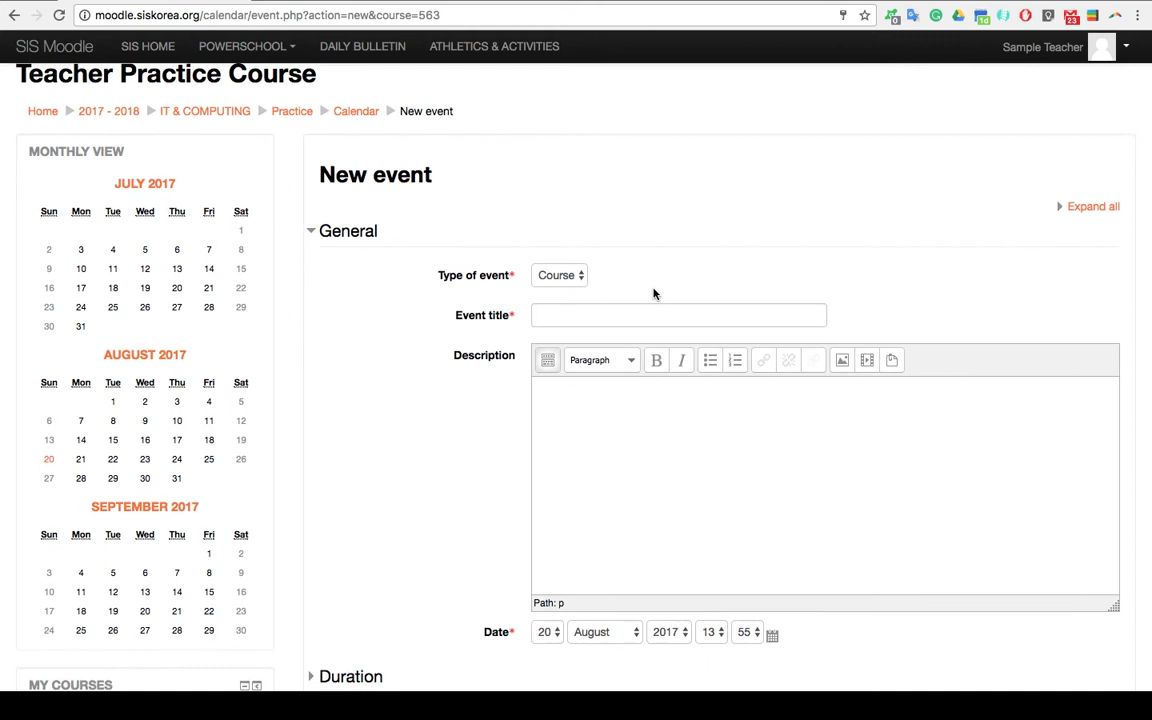 moodle.siskorea.org/calendar/event.php?action=new&course=563
0
1d
23
SIS Moodle SIS HOME POWERSCHOOL DAILY BULLETIN ATHLETICS & ACTIVITIES Sample Teacher
Teacher Practice Course
Home 2017 - 2018 IT & COMPUTING Practice Calendar New event
MONTHLY VIEW
JULY 2017
Sun Mon Tue Wed Thu Fri Sat
1
2 3 4 5 6 7 8
9 10 11 12 13 14 15
16 17 18 19 20 21 22
23 24 25 26 27 28 29
30 31
AUGUST 2017
Sun Mon Tue Wed Thu Fri Sat
1 2 3 4 5
6 7 8 9 10 11 12
13 14 15 16 17 18 19
20 21 22 23 24 25 26
27 28 29 30 31
SEPTEMBER 2017
Sun Mon Tue Wed Thu Fri Sat
1 2
3 4 5 6 7 8 9
10 11 12 13 14 15 16
17 18 19 20 21 22 23
24 25 26 27 28 29 30
MY COURSES
New event
Expand all
General
Type of event* Course
Event title*
Description Paragraph B I
Path: p
Date* 20 August 2017 13 55
Duration